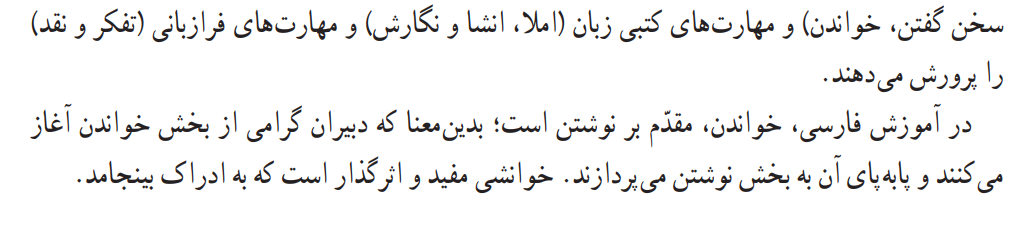 سخن گفتن، خواندن) و مهارت‌های کتبی زبان (املا، انشا و نگارش) و مهارت‌های فرازبانی (تفکر و نقد)
را پرورش می‌دهند.
در آموزش فارسی، خواندن، مقدّم بر نوشتن است؛ بدین‌معنا که دبیران گرامی از بخش خواندن آغاز
می‌کنند و پابه‌پای آن به بخش نوشتن می‌پردازند. خوانشی مفید و اثرگذار است که به ادراک بینجامد.